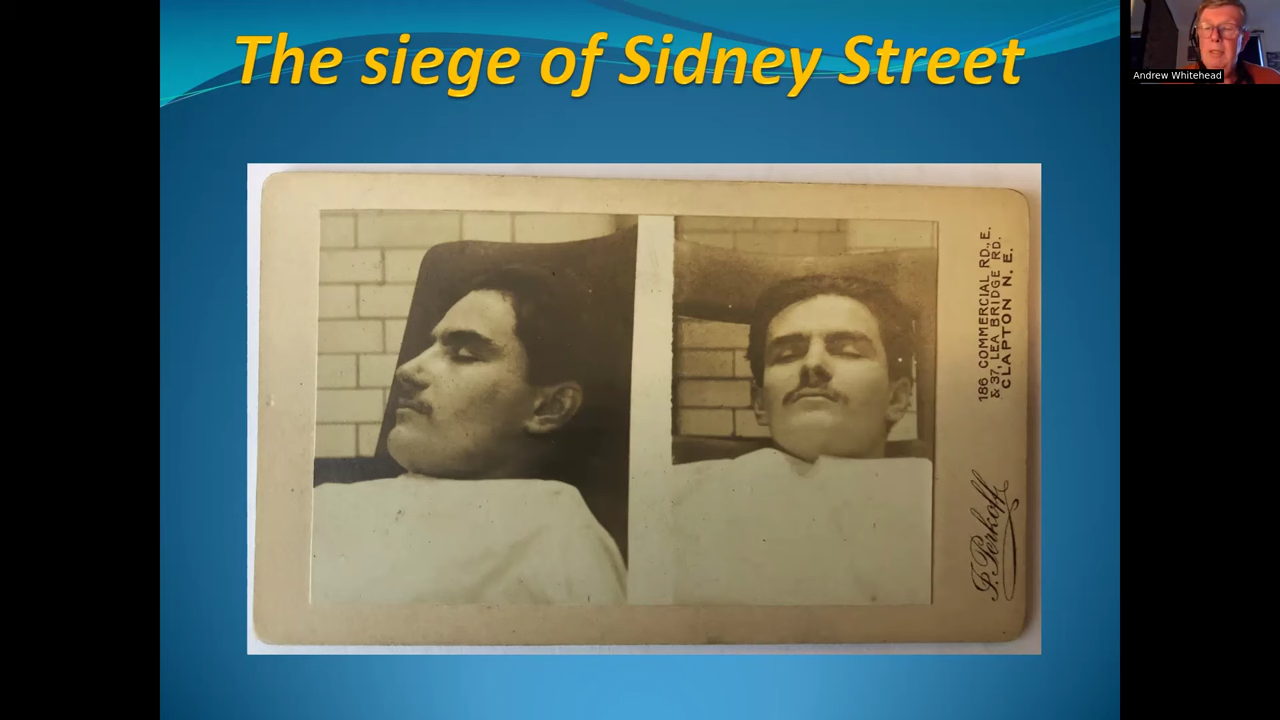 The siege of Sidney Street
Andrew Whitehead
186 COMMERCIAL RD., E.
& 37, LEA BRIDGE RD.
CLAPTON N. E.
P. Perkoff